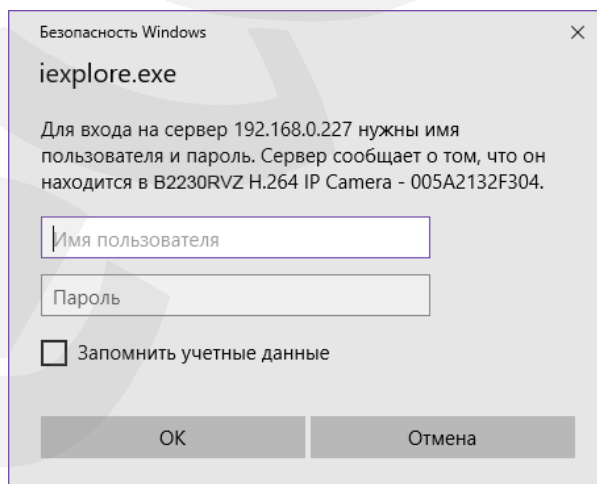 Безопасность Windows
iexplore.exe
Для входа на сервер 192.168.0.227 нужны имя
пользователя и пароль. Сервер сообщает о том, что он
находится в B2230RVZ H.264 IP Camera - 005A2132F304.
Имя пользователя
Пароль
Запомнить учетные данные
ОК
Отмена